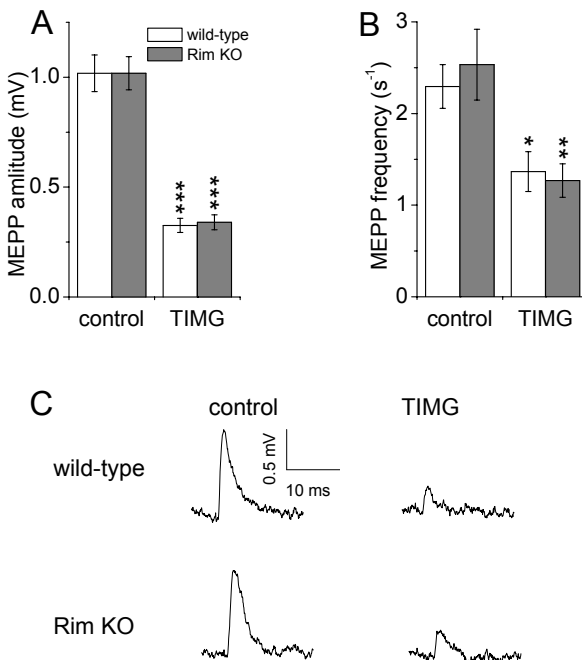 A
wild-type
Rim KO
MEPP amlitude (mV)
1.0
0.5
0.0
***
***
control TIMG
B
MEPP frequency (s-1)
3
2
1
0
*
**
control TIMG
C
control TIMG
wild-type
0.5 mV
10 ms
Rim KO